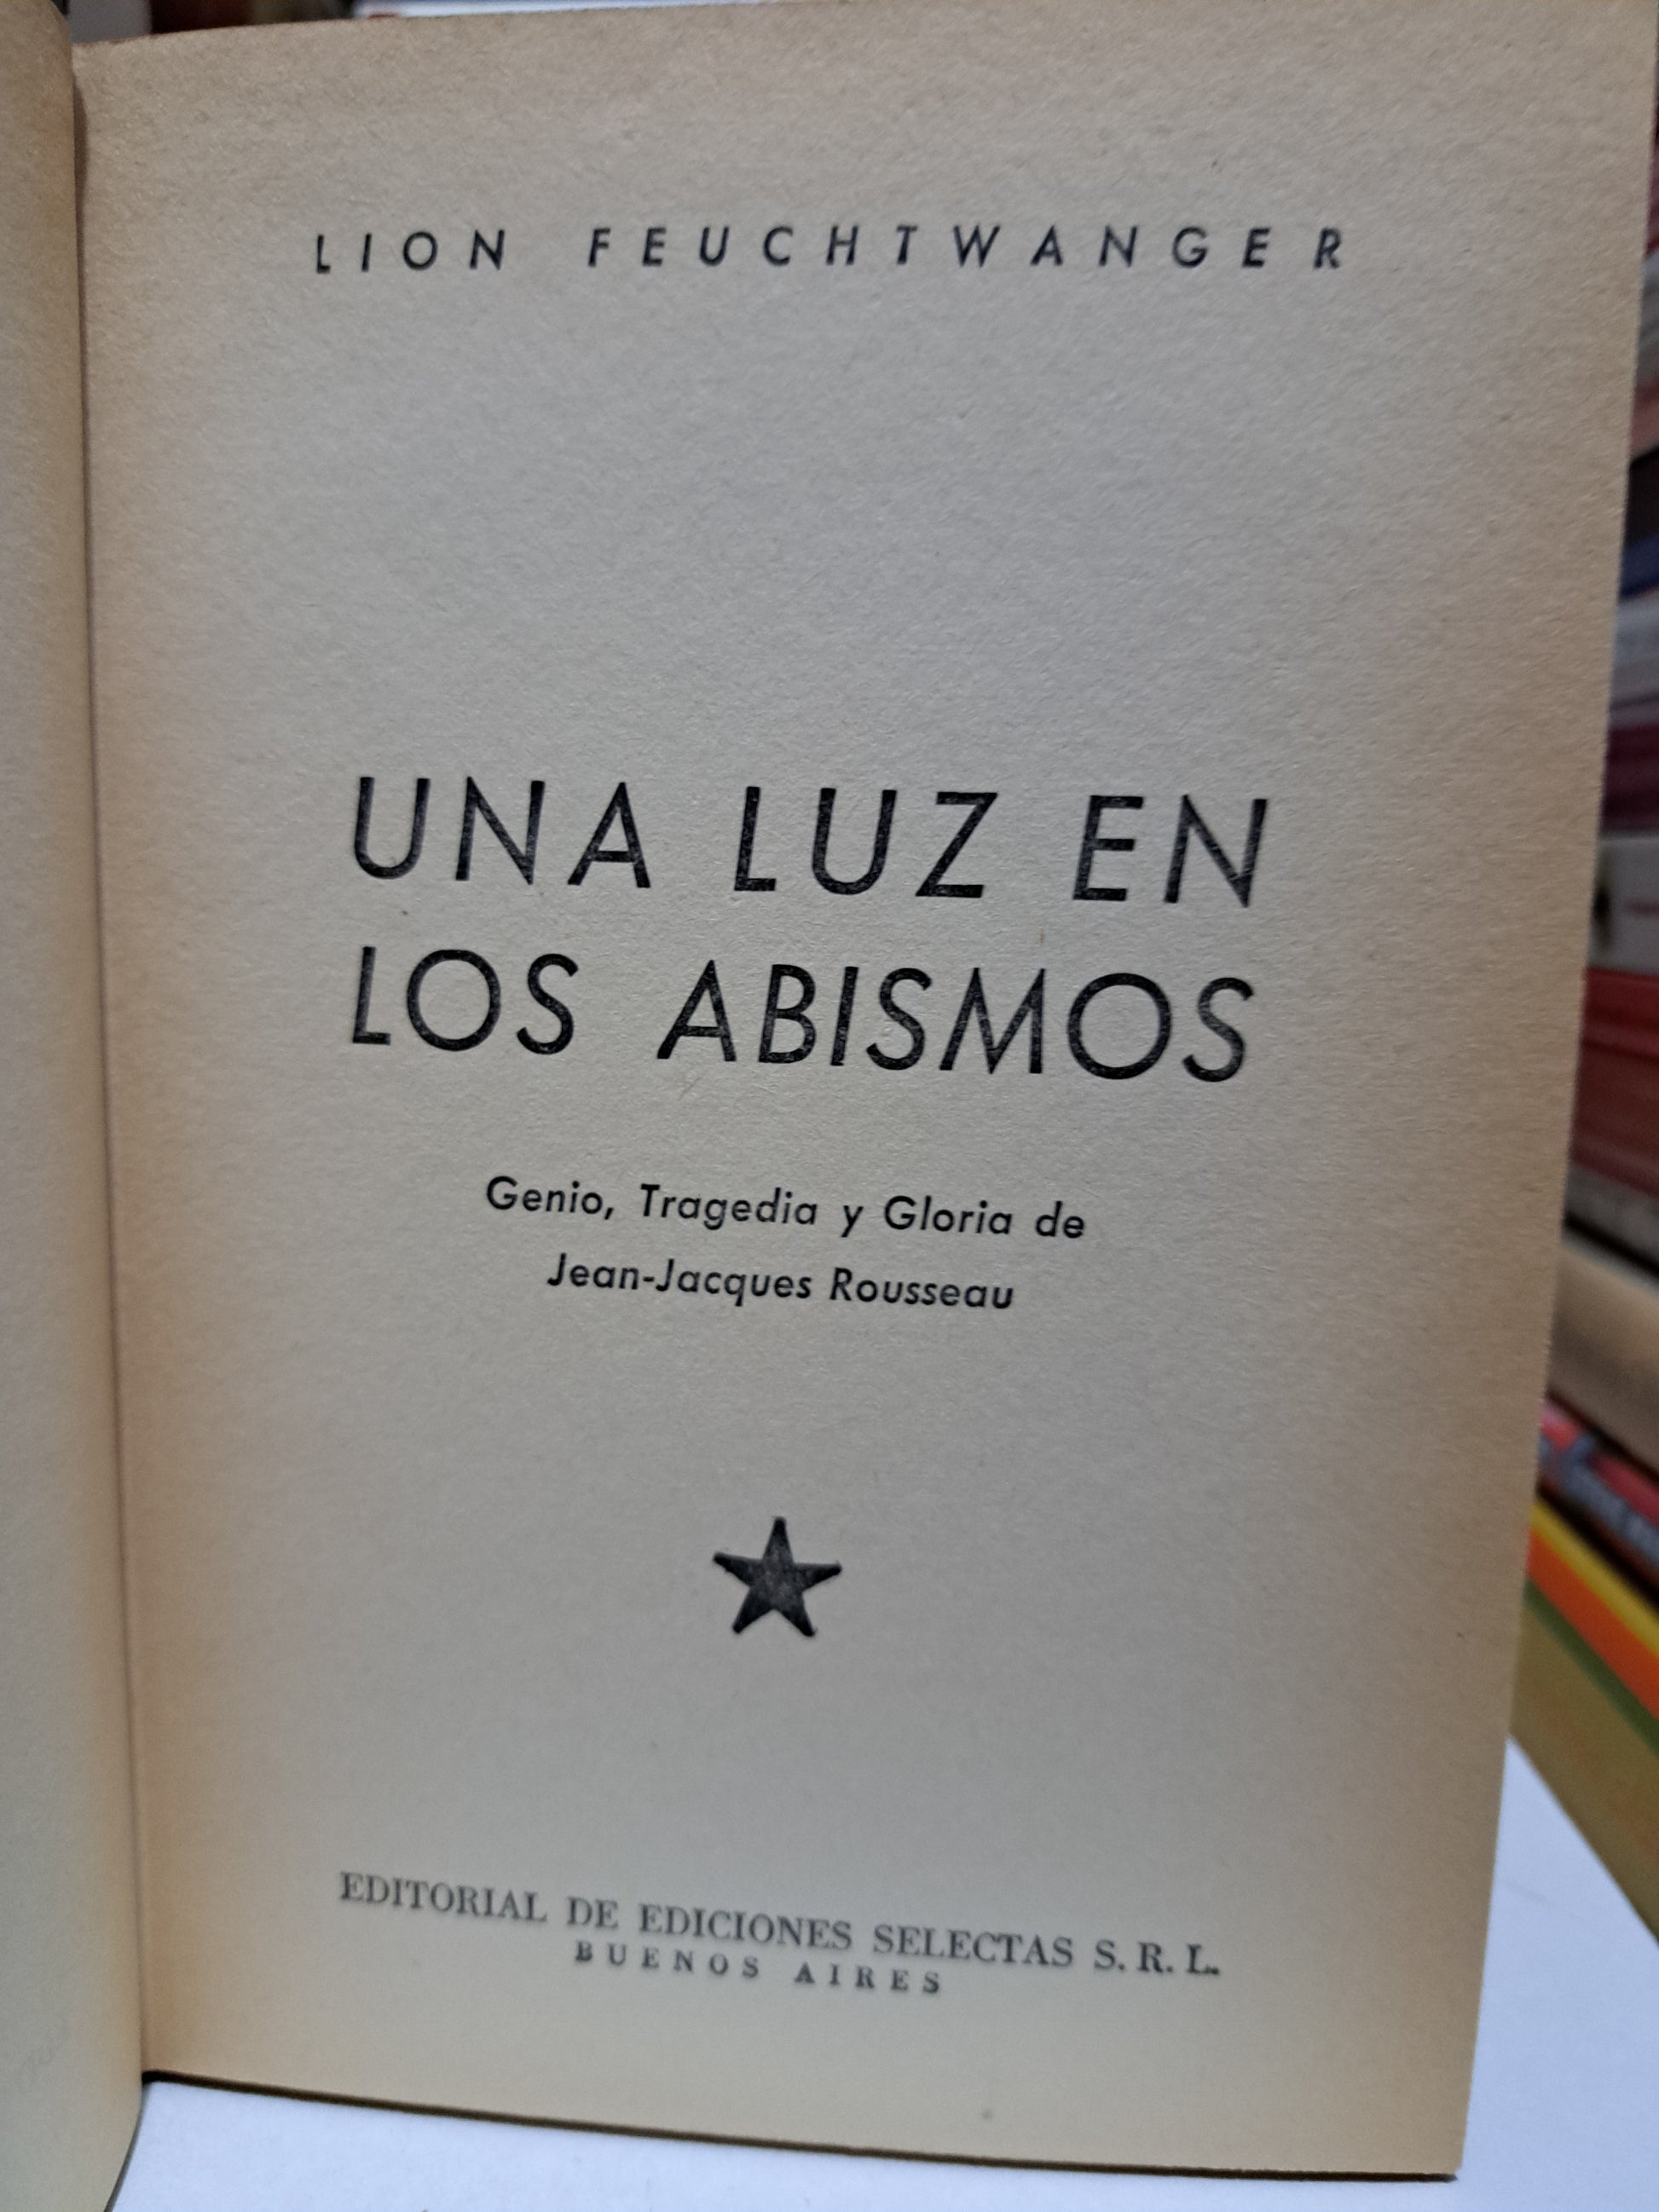 LION FEUCHTWANGER
UNA LUZ EN
LOS ABISMOS
Genio, Tragedia y Gloria de
Jean-Jacques Rousseau
EDITORIAL DE EDICIONES SELECTAS S. R. L.
BUENOS AIRES